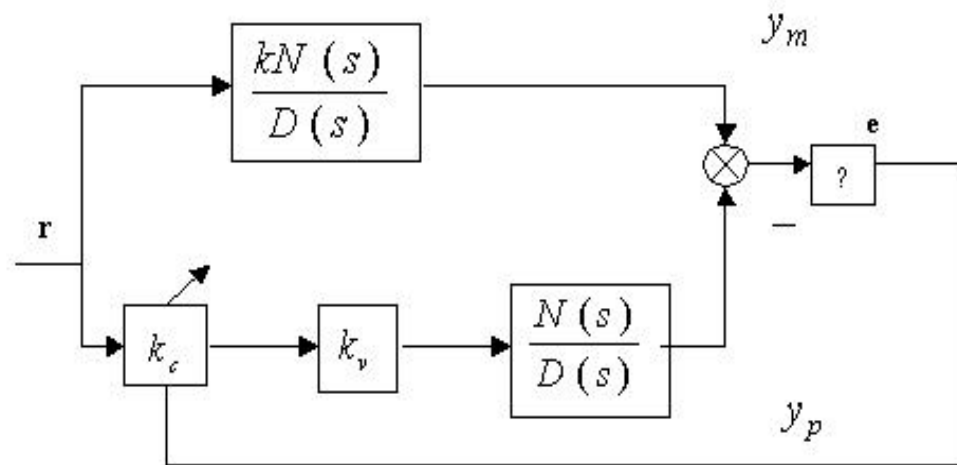 y_m
kN (s)
D (s)
e
?
r
–
k_c
k_v
N (s)
D (s)
y_p